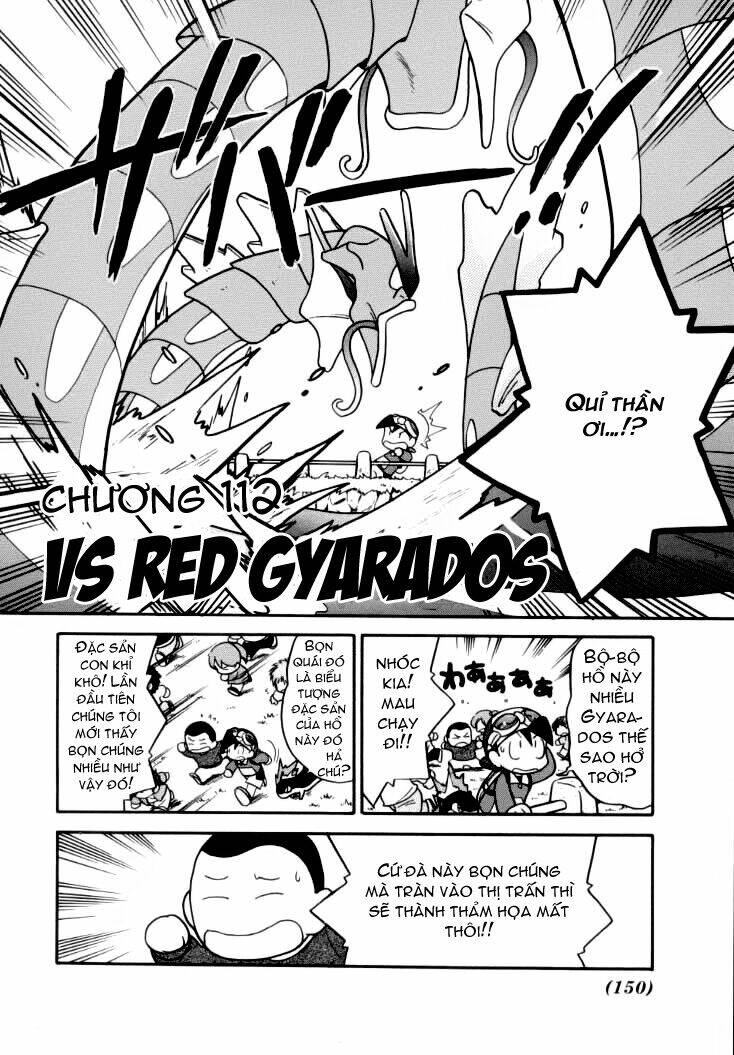 ザバーッ
QUỈ THẦN
ƠI...!?
CHƯƠNG 112
VS RED GYARADOS
BỘ-BỘ
HỒ NÀY
NHIỀU
GYARA-
DOS THẾ
SAO HỞ
TRỜI?
わあぁぁぁ
NHÓC
KIA!
MAU
CHẠY
ĐI!!
BỌN
QUÁI ĐÓ
LÀ BIỂU
TƯỢNG
ĐẶC SẢN
CỦA HỒ
NÀY ĐÓ
HẢ
CHÚ?
ĐẶC SẢN
CON KHỈ
KHÔ! LẦN
ĐẦU TIÊN
CHÚNG TÔI
MỚI THẤY
BỌN CHÚNG
NHIỀU NHƯ
VẬY ĐÓ!
CỨ ĐÀ NÀY BỌN CHÚNG
MÀ TRÀN VÀO THỊ TRẤN THÌ
SẼ THÀNH THẢM HỌA MẤT
THÔI!!
(150)